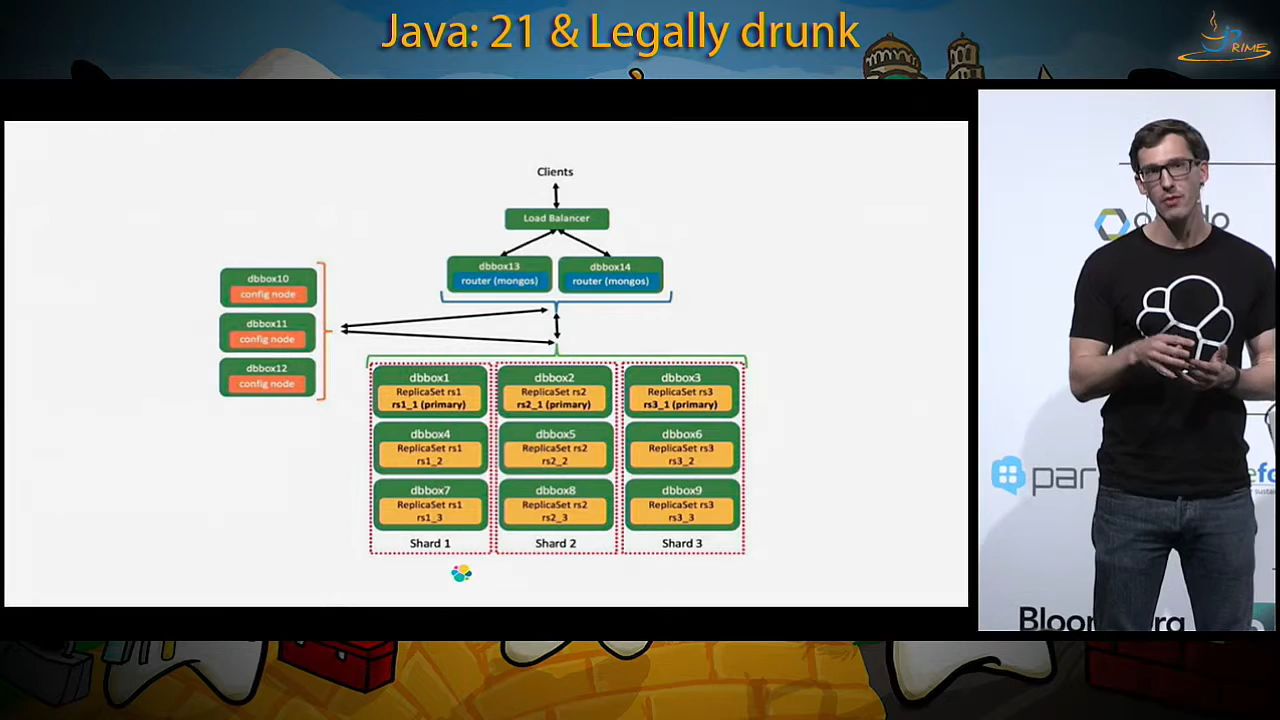 Java: 21 & Legally drunk
PRIME
Clients
Load Balancer
dbbox13
router (mongos)
dbbox14
router (mongos)
dbbox10
config node
dbbox11
config node
dbbox12
config node
dbbox1
ReplicaSet rs1
rs1_1 (primary)
dbbox2
ReplicaSet rs2
rs2_1 (primary)
dbbox3
ReplicaSet rs3
rs3_1 (primary)
dbbox4
ReplicaSet rs1
rs1_2
dbbox5
ReplicaSet rs2
rs2_2
dbbox6
ReplicaSet rs3
rs3_2
dbbox7
ReplicaSet rs1
rs1_3
dbbox8
ReplicaSet rs2
rs2_3
dbbox9
ReplicaSet rs3
rs3_3
Shard 1
Shard 2
Shard 3